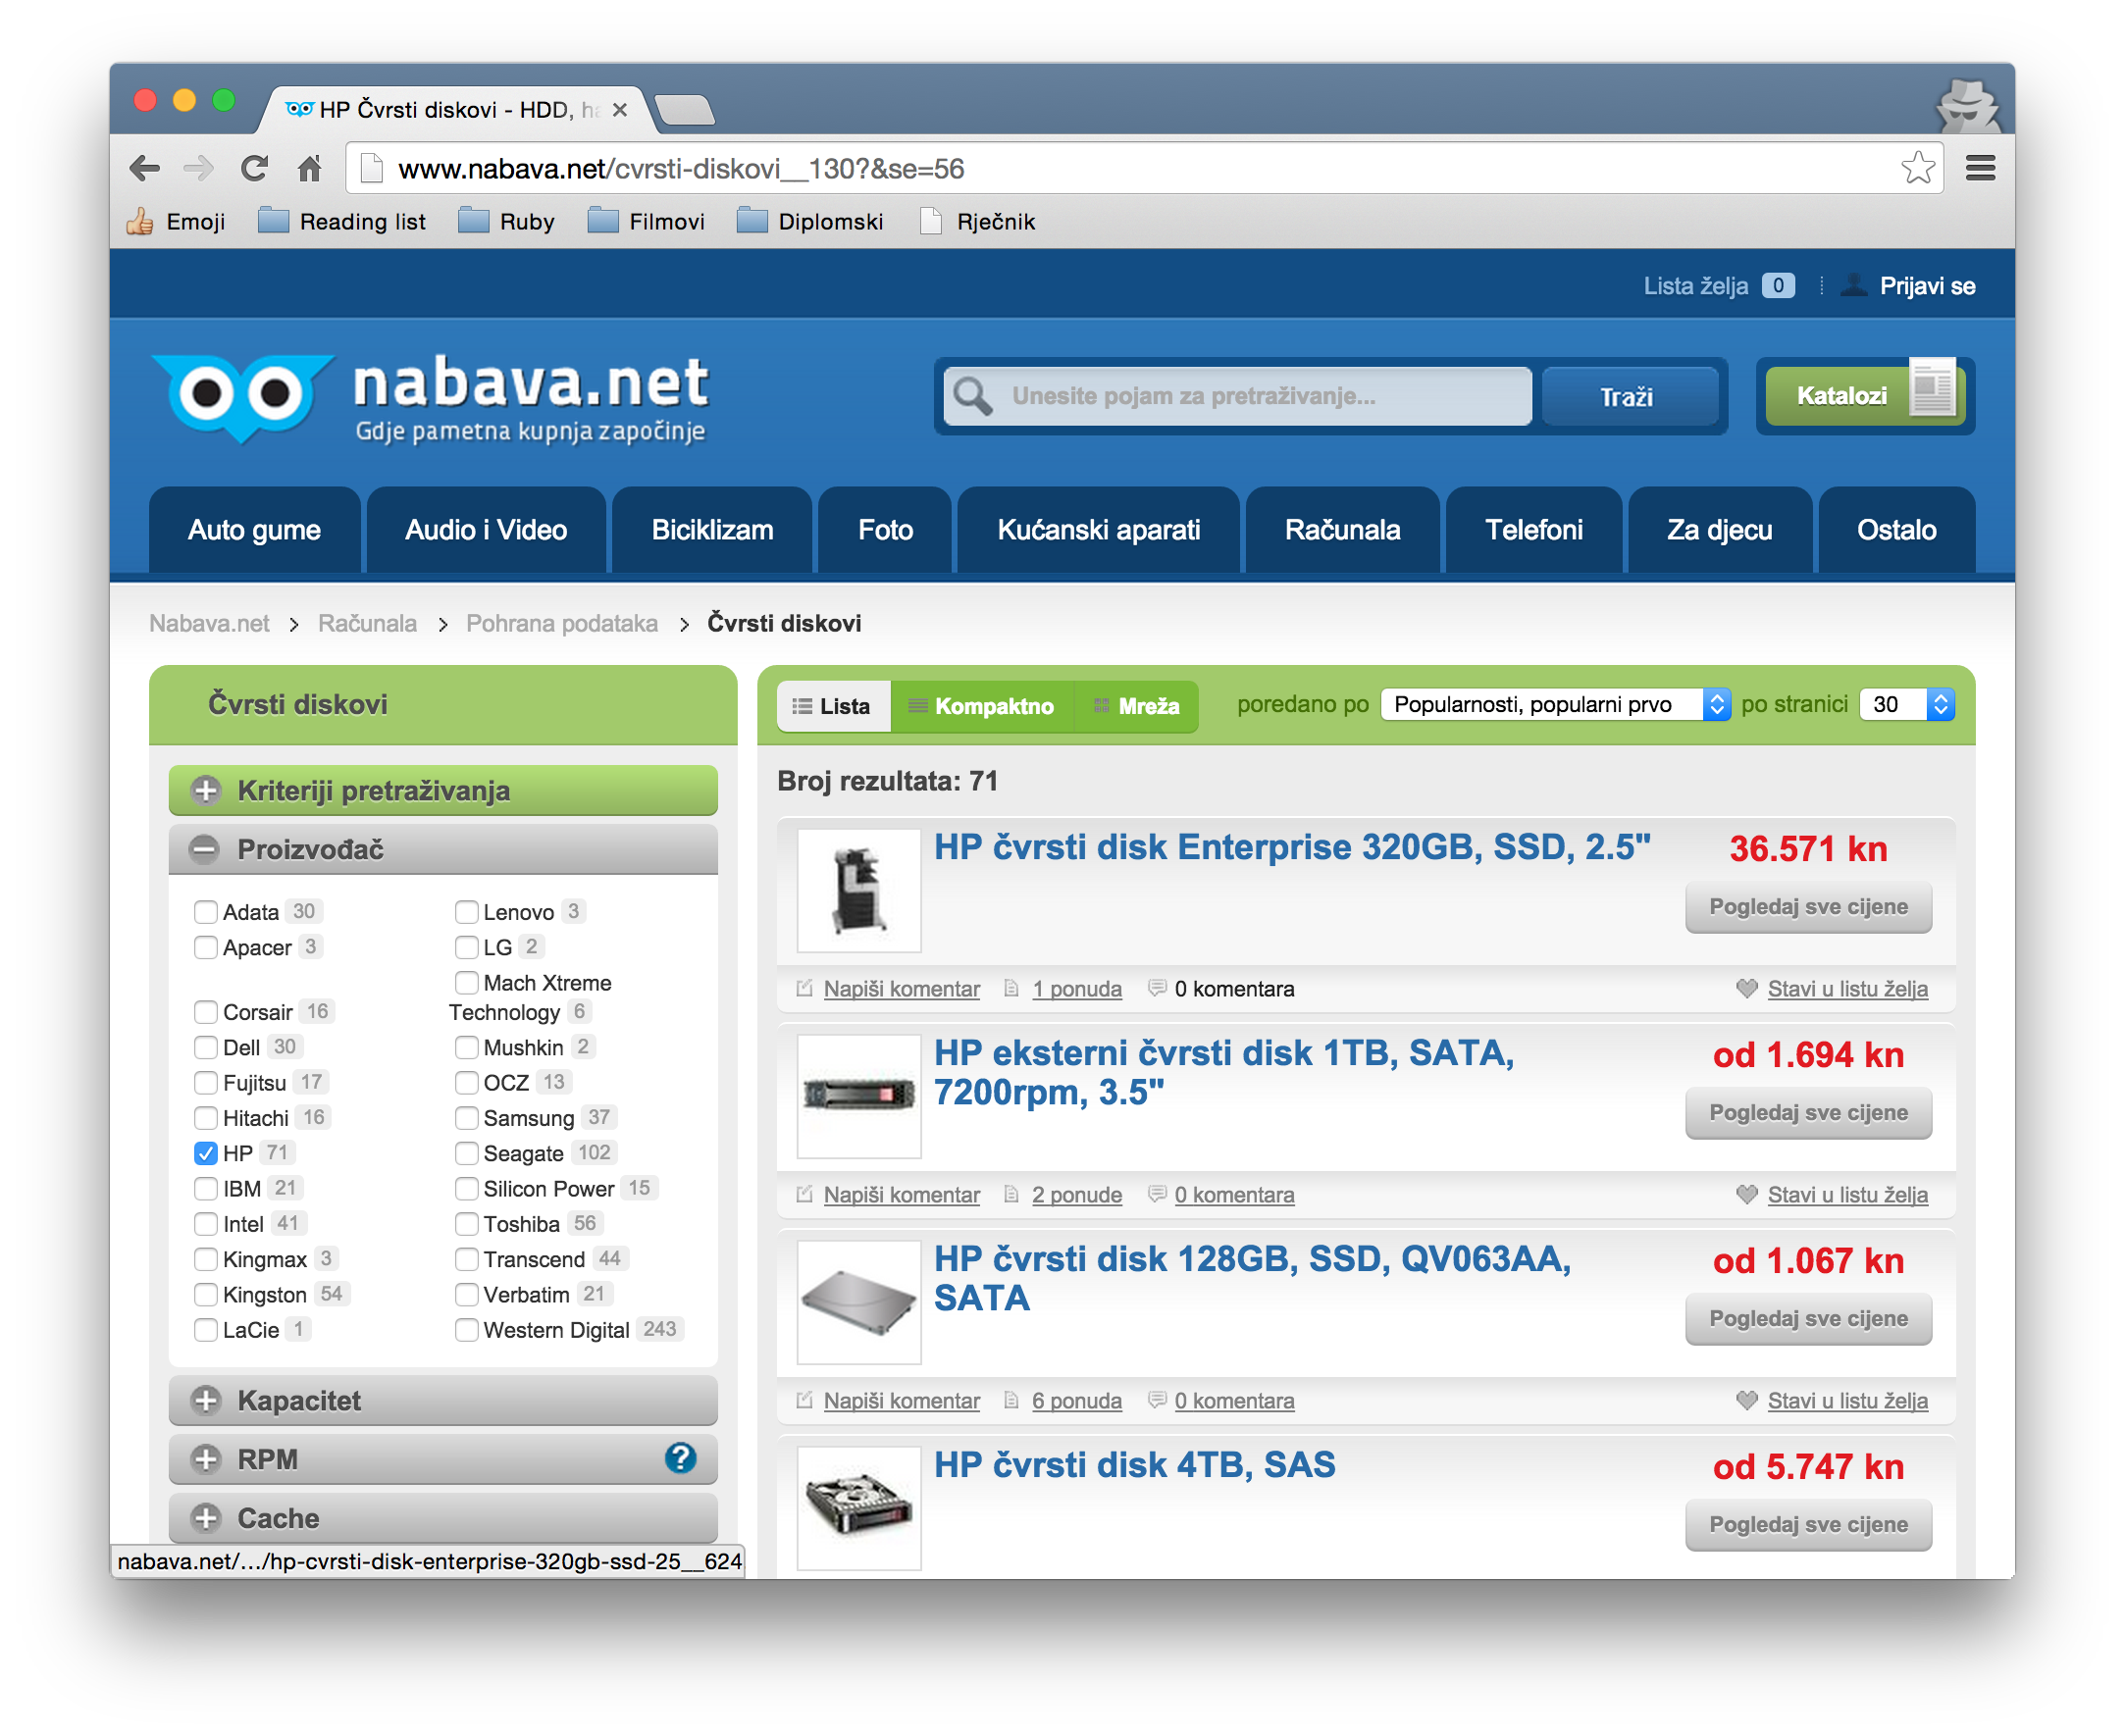 HP Čvrsti diskovi - HDD, ha
www.nabava.net/cvrsti-diskovi__130?&se=56
Emoji Reading list Ruby Filmovi Diplomski Rječnik
Lista želja 0 Prijavi se
nabava.net
Gdje pametna kupnja započinje
Unesite pojam za pretraživanje... Traži Katalozi
Auto gume Audio i Video Biciklizam Foto Kućanski aparati Računala Telefoni Za djecu Ostalo
Nabava.net > Računala > Pohrana podataka > Čvrsti diskovi
Čvrsti diskovi
Kriteriji pretraživanja
Proizvođač
Adata 30
Apacer 3
Corsair 16
Dell 30
Fujitsu 17
Hitachi 16
HP 71
IBM 21
Intel 41
Kingmax 3
Kingston 54
LaCie 1
Lenovo 3
LG 2
Mach Xtreme
Technology 6
Mushkin 2
OCZ 13
Samsung 37
Seagate 102
Silicon Power 15
Toshiba 56
Transcend 44
Verbatim 21
Western Digital 243
Kapacitet
RPM ?
Cache
Lista Kompaktno Mreža poredano po Popularnosti, popularni prvo po stranici 30
Broj rezultata: 71
HP čvrsti disk Enterprise 320GB, SSD, 2.5"
36.571 kn
Pogledaj sve cijene
Napiši komentar 1 ponuda 0 komentara Stavi u listu želja
HP eksterni čvrsti disk 1TB, SATA,
7200rpm, 3.5"
od 1.694 kn
Pogledaj sve cijene
Napiši komentar 2 ponude 0 komentara Stavi u listu želja
HP čvrsti disk 128GB, SSD, QV063AA,
SATA
od 1.067 kn
Pogledaj sve cijene
Napiši komentar 6 ponuda 0 komentara Stavi u listu želja
HP čvrsti disk 4TB, SAS
od 5.747 kn
Pogledaj sve cijene
nabava.net/.../hp-cvrsti-disk-enterprise-320gb-ssd-25__624